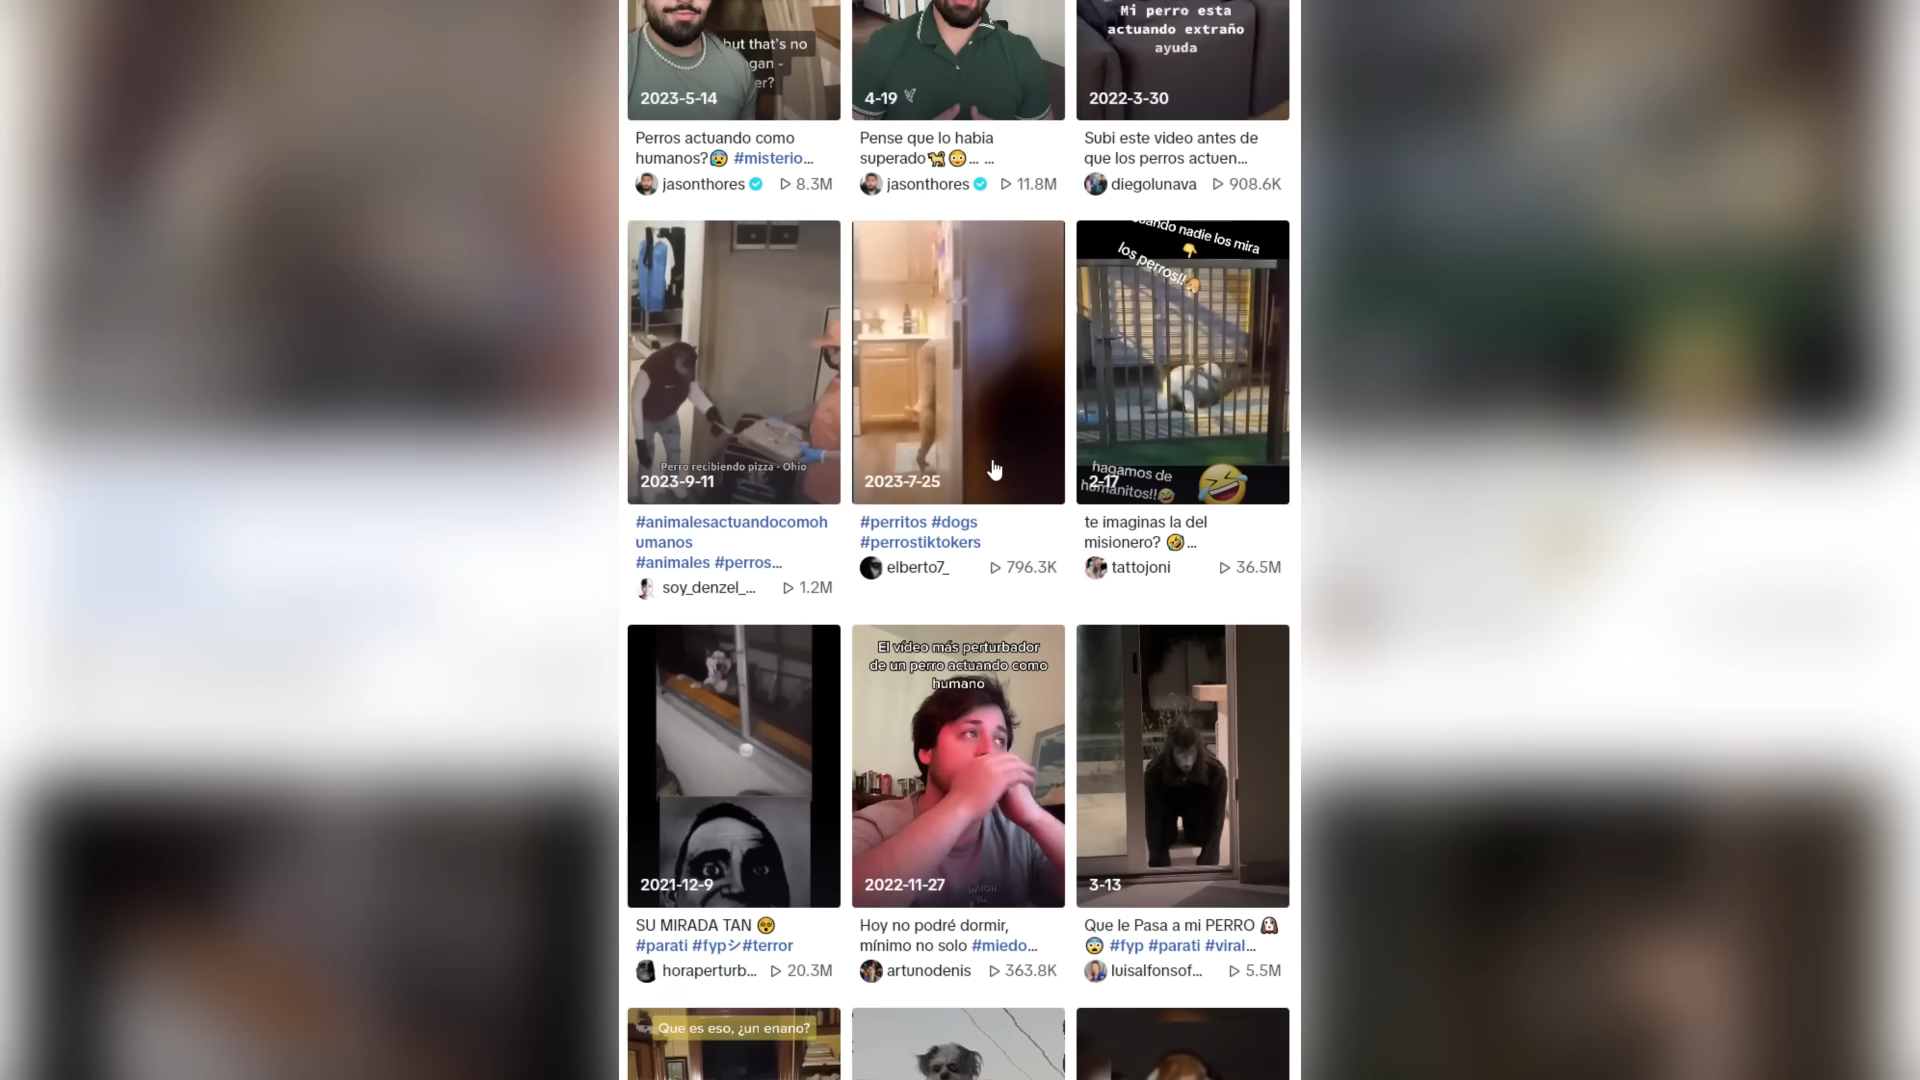 but that's no
gan -
er?
2023-5-14
4-19
Mi perro esta
actuando extraño
ayuda
2022-3-30
Perros actuando como
humanos?😰 #misterio...
jasonthores
8.3M
Pense que lo habia
superado🐕😳... ...
jasonthores
11.8M
Subi este video antes de
que los perros actuen...
diegolunava
908.6K
Perro recibiendo pizza - Ohio
2023-9-11
2023-7-25
cuando nadie los mira
👇
los perros!!
hagamos de
humanitos!!🤣
2-17
#animalesactuandocomoh
umanos
#animales #perros...
soy_denzel_...
1.2M
#perritos #dogs
#perrostiktokers
elberto7_
796.3K
te imaginas la del
misionero? 🤣...
tattojoni
36.5M
2021-12-9
El vídeo más perturbador
de un perro actuando como
humano
2022-11-27
3-13
SU MIRADA TAN 😵
#parati #fypシ#terror
horaperturb...
20.3M
Hoy no podré dormir,
mínimo no solo #miedo...
artunodenis
363.8K
Que le Pasa a mi PERRO 🐶
😨 #fyp #parati #viral...
luisalfonsof...
5.5M
Que es eso, ¿un enano?